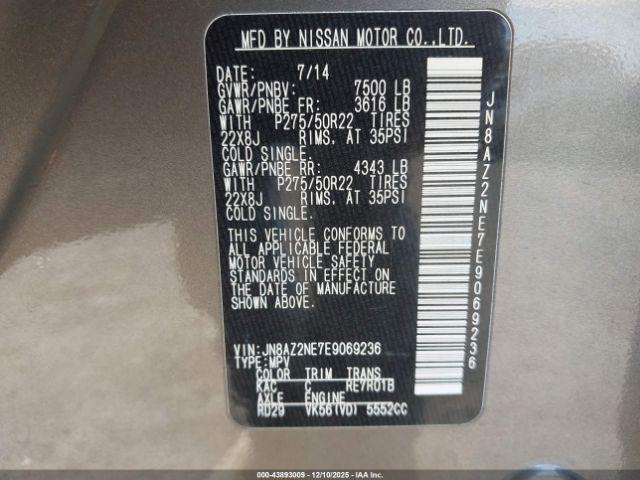 MFD BY NISSAN MOTOR CO.,LTD.
DATE: 7/14
GVWR/PNBV: 7500 LB
GAWR/PNBE FR: 3616 LB
WITH P275/50R22 TIRES
22X8J RIMS, AT 35PSI
COLD SINGLE.
GAWR/PNBE RR: 4343 LB
WITH P275/50R22 TIRES
22X8J RIMS, AT 35PSI
COLD SINGLE.
THIS VEHICLE CONFORMS TO
ALL APPLICABLE FEDERAL
MOTOR VEHICLE SAFETY
STANDARDS IN EFFECT ON
THE DATE OF MANUFACTURE
SHOWN ABOVE.
VIN: JN8AZ2NE7E9069236
TYPE: MPV
COLOR TRIM TRANS
KAC C RE7R01B
AXLE ENGINE
RD29 VK56(VD) 5552CC
JN8AZ2NE7E9069236
000-43893009 - 12/10/2025 - IAAI.com